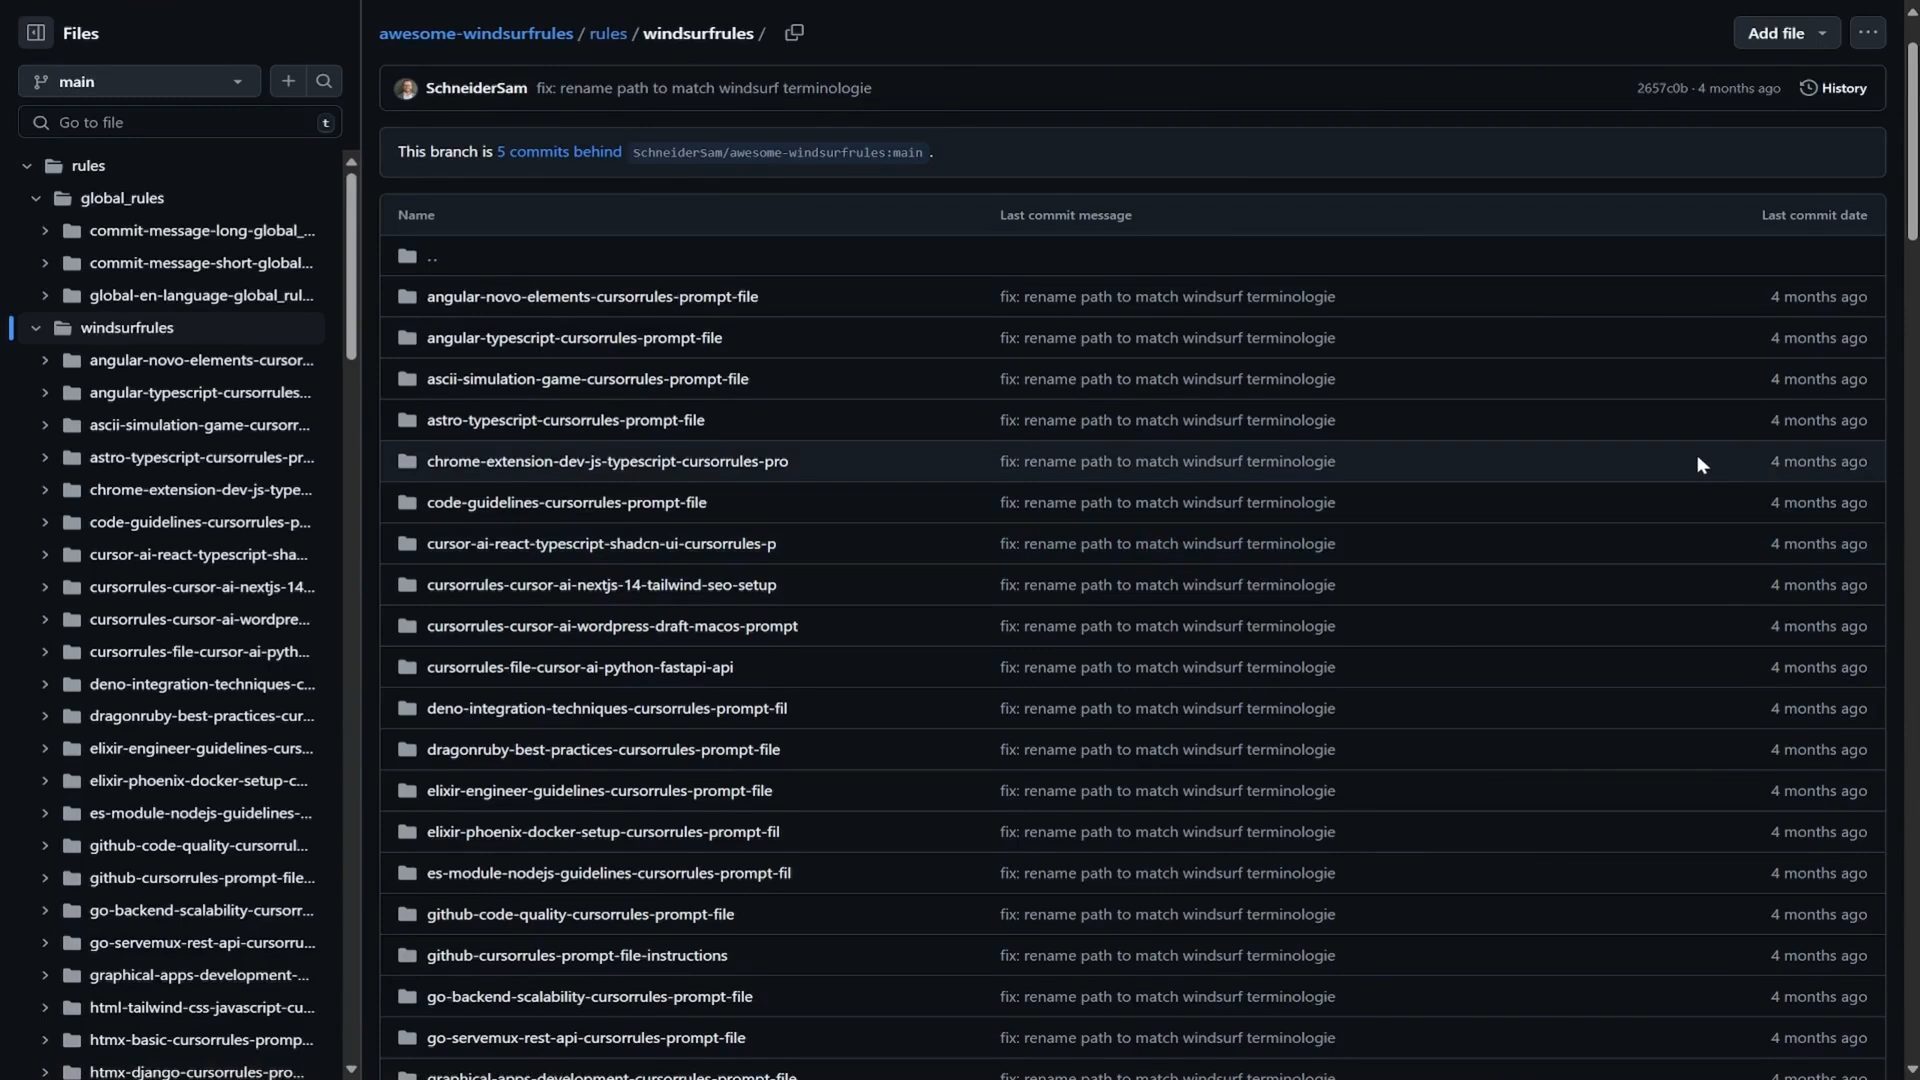 Files
main
Go to file
t
rules
global_rules
commit-message-long-global_...
commit-message-short-global...
global-en-language-global_rul...
windsurfrules
angular-novo-elements-cursor...
angular-typescript-cursorrules...
ascii-simulation-game-cursorr...
astro-typescript-cursorrules-pr...
chrome-extension-dev-js-type...
code-guidelines-cursorrules-p...
cursor-ai-react-typescript-sha...
cursorrules-cursor-ai-nextjs-14...
cursorrules-cursor-ai-wordpre...
cursorrules-file-cursor-ai-pyth...
deno-integration-techniques-c...
dragonruby-best-practices-cur...
elixir-engineer-guidelines-curs...
elixir-phoenix-docker-setup-c...
es-module-nodejs-guidelines-...
github-code-quality-cursorrul...
github-cursorrules-prompt-file...
go-backend-scalability-cursorr...
go-servemux-rest-api-cursorru...
graphical-apps-development-...
html-tailwind-css-javascript-cu...
htmx-basic-cursorrules-promp...
htmx-django-cursorrules-pro...
awesome-windsurfrules / rules / windsurfrules /
Add file
SchneiderSam fix: rename path to match windsurf terminologie 2657c0b · 4 months ago History
This branch is 5 commits behind SchneiderSam/awesome-windsurfrules:main .
Name Last commit message Last commit date
..
angular-novo-elements-cursorrules-prompt-file fix: rename path to match windsurf terminologie 4 months ago
angular-typescript-cursorrules-prompt-file fix: rename path to match windsurf terminologie 4 months ago
ascii-simulation-game-cursorrules-prompt-file fix: rename path to match windsurf terminologie 4 months ago
astro-typescript-cursorrules-prompt-file fix: rename path to match windsurf terminologie 4 months ago
chrome-extension-dev-js-typescript-cursorrules-pro fix: rename path to match windsurf terminologie 4 months ago
code-guidelines-cursorrules-prompt-file fix: rename path to match windsurf terminologie 4 months ago
cursor-ai-react-typescript-shadcn-ui-cursorrules-p fix: rename path to match windsurf terminologie 4 months ago
cursorrules-cursor-ai-nextjs-14-tailwind-seo-setup fix: rename path to match windsurf terminologie 4 months ago
cursorrules-cursor-ai-wordpress-draft-macos-prompt fix: rename path to match windsurf terminologie 4 months ago
cursorrules-file-cursor-ai-python-fastapi-api fix: rename path to match windsurf terminologie 4 months ago
deno-integration-techniques-cursorrules-prompt-fil fix: rename path to match windsurf terminologie 4 months ago
dragonruby-best-practices-cursorrules-prompt-file fix: rename path to match windsurf terminologie 4 months ago
elixir-engineer-guidelines-cursorrules-prompt-file fix: rename path to match windsurf terminologie 4 months ago
elixir-phoenix-docker-setup-cursorrules-prompt-fil fix: rename path to match windsurf terminologie 4 months ago
es-module-nodejs-guidelines-cursorrules-prompt-fil fix: rename path to match windsurf terminologie 4 months ago
github-code-quality-cursorrules-prompt-file fix: rename path to match windsurf terminologie 4 months ago
github-cursorrules-prompt-file-instructions fix: rename path to match windsurf terminologie 4 months ago
go-backend-scalability-cursorrules-prompt-file fix: rename path to match windsurf terminologie 4 months ago
go-servemux-rest-api-cursorrules-prompt-file fix: rename path to match windsurf terminologie 4 months ago
graphical-apps-development-cursorrules-prompt-file fix: rename path to match windsurf terminologie 4 months ago